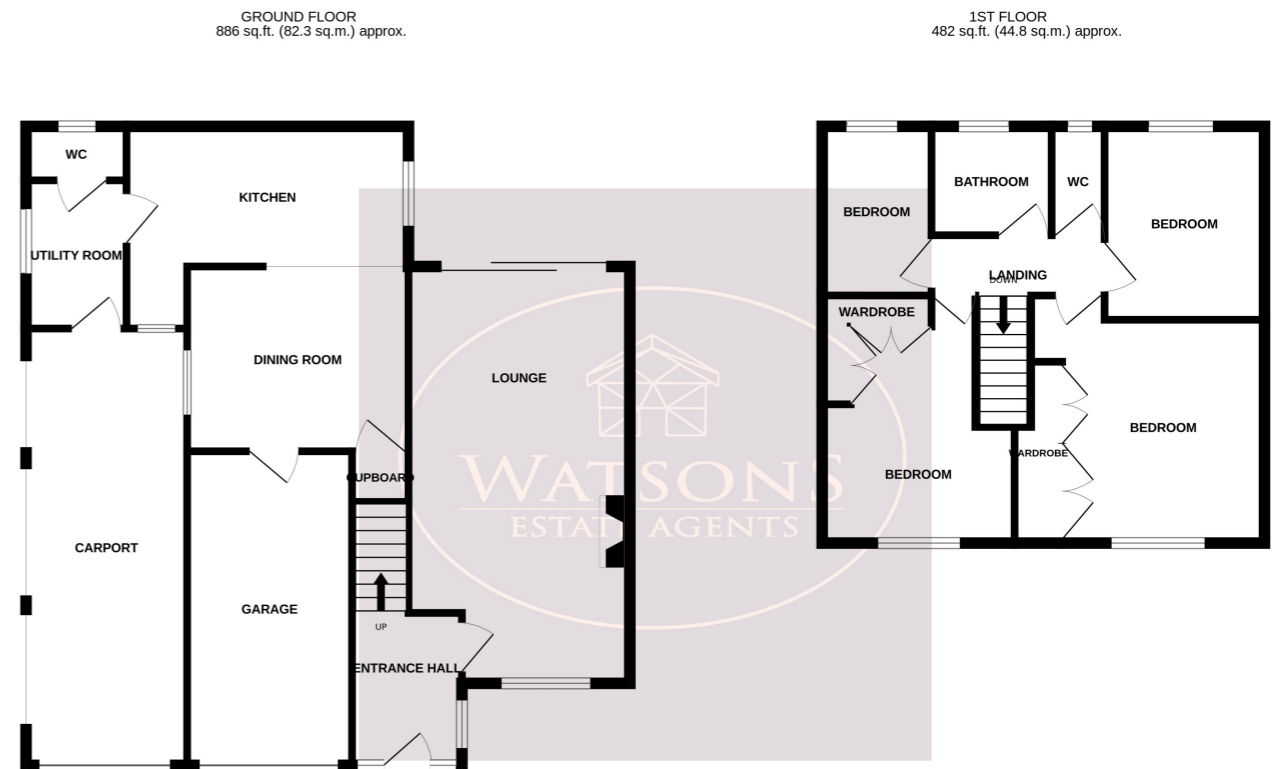 GROUND FLOOR
886 sq.ft. (82.3 sq.m.) approx.
WC
KITCHEN
UTILITY ROOM
DINING ROOM
LOUNGE
CUPBOARD
CARPORT
GARAGE
UP
ENTRANCE HALL
1ST FLOOR
482 sq.ft. (44.8 sq.m.) approx.
BEDROOM
BATHROOM
WC
BEDROOM
LANDING
DOWN
WARDROBE
BEDROOM
WARDROBE
BEDROOM
WATSONS
ESTATE AGENTS